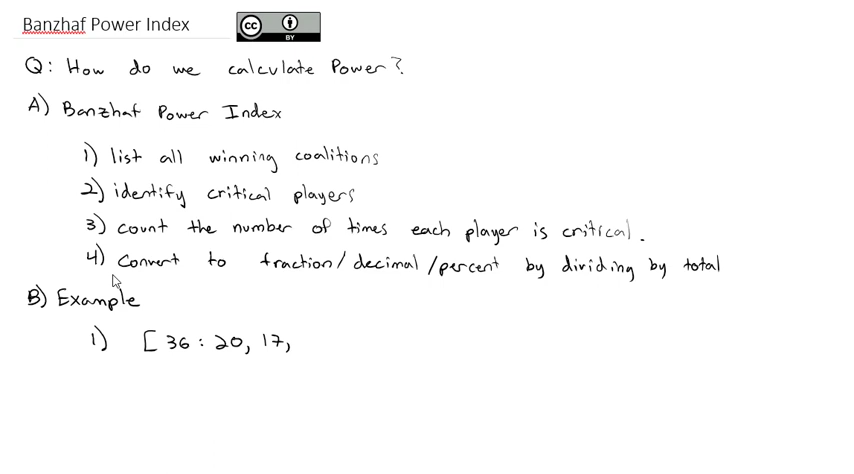 Banzhaf Power Index
cc BY
Q: How do we calculate Power?
A) Banzhaf Power Index
1) list all winning coalitions
2) identify critical players
3) count the number of times each player is critical.
4) convert to fraction/decimal/percent by dividing by total
B) Example
1) [36: 20, 17,